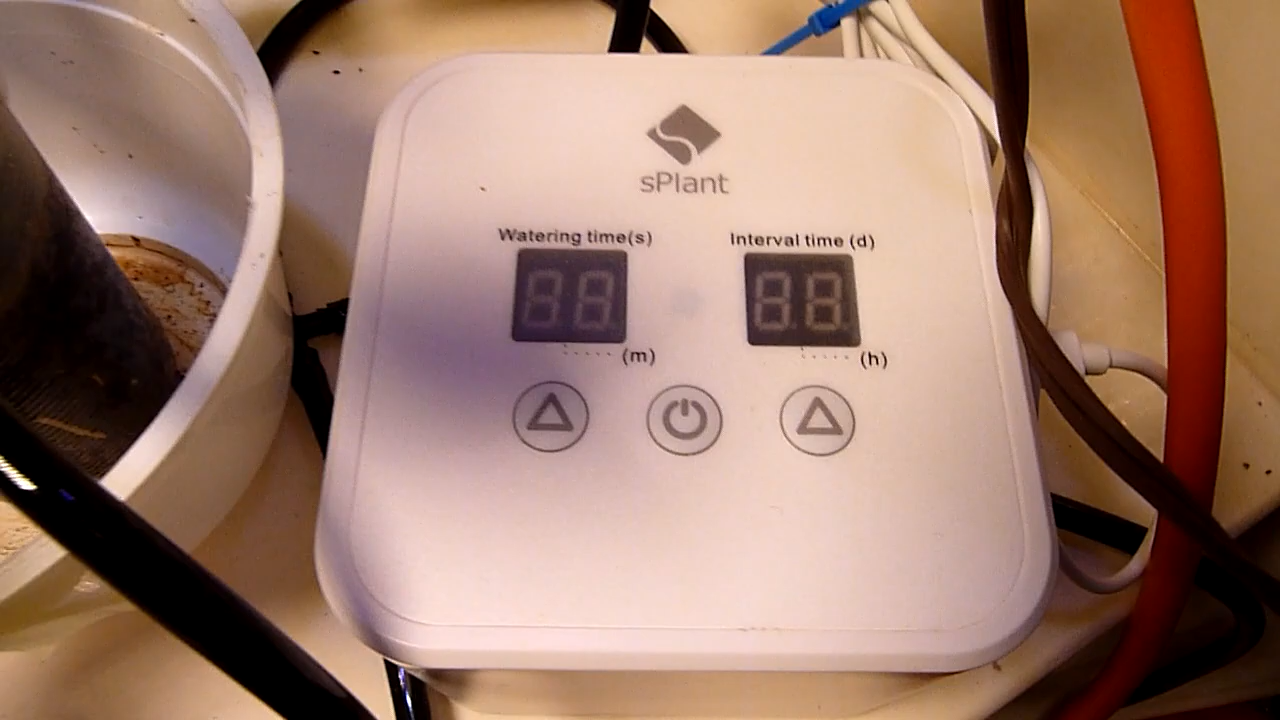 sPlant
Watering time(s)
Interval time (d)
(m)
(h)